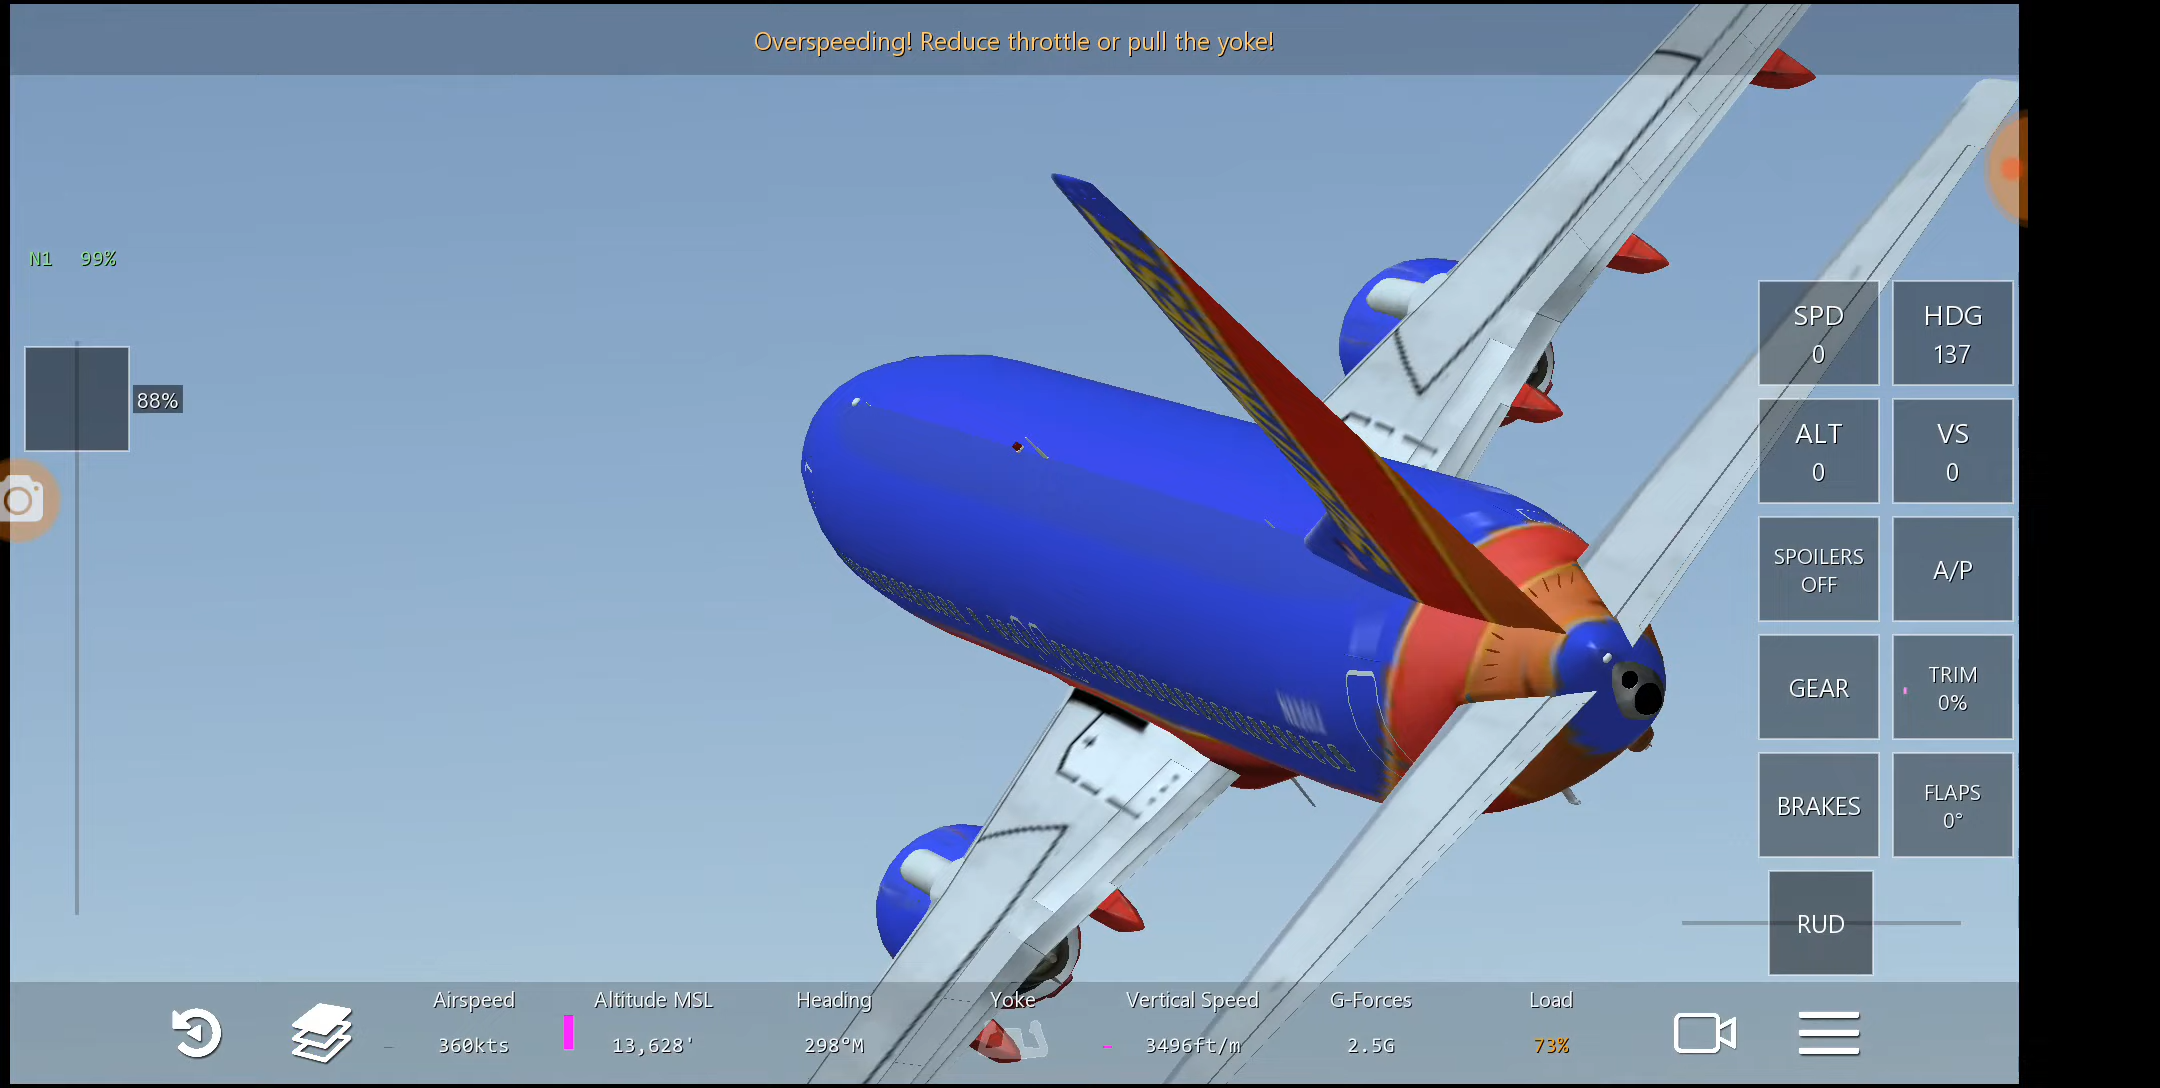 Overspeeding! Reduce throttle or pull the yoke!
N1 99%
88%
SPD
0
HDG
137
ALT
0
VS
0
SPOILERS
OFF
A/P
GEAR
TRIM
0%
BRAKES
FLAPS
0°
RUD
Airspeed
360kts
Altitude MSL
13,628'
Heading
298°M
Yoke
Vertical Speed
3496ft/m
G-Forces
2.5G
Load
73%